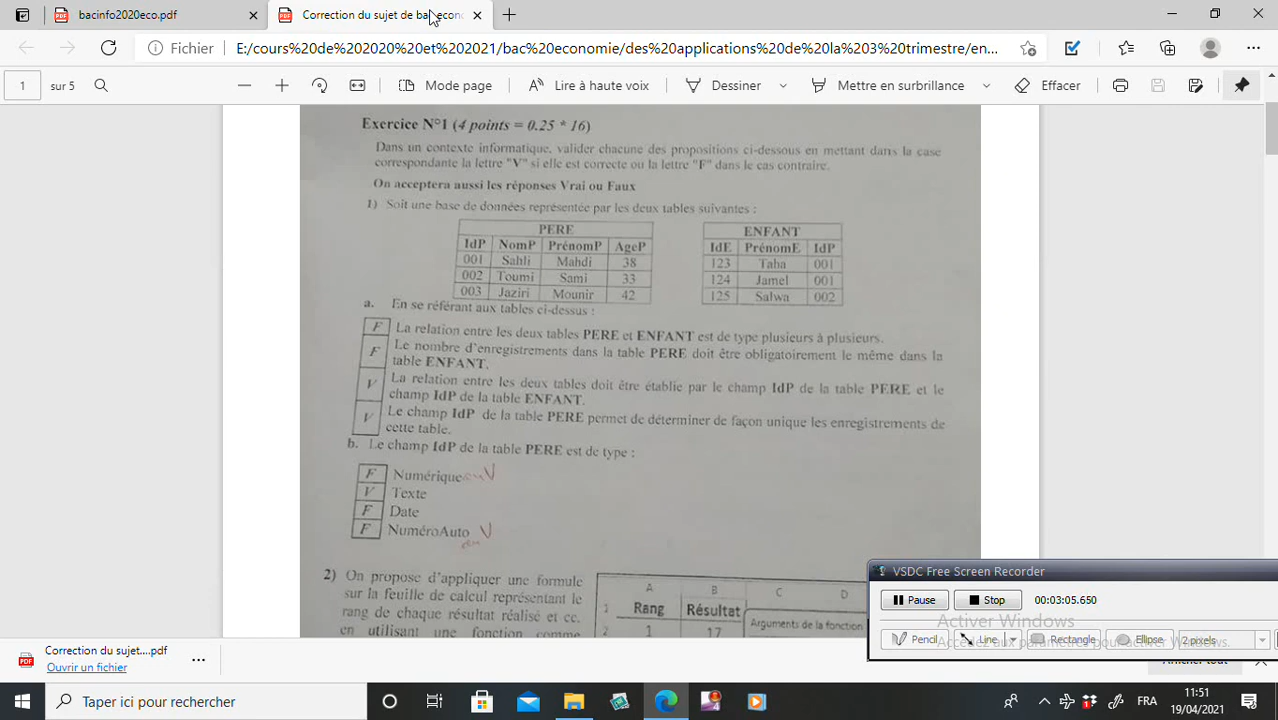 bacinfo2020eco.pdf
Correction du sujet de bac econ
Fichier
E:/cours%20de%202020%20et%202021/bac%20economie/des%20applications%20de%20la%203%20trimestre/en...
1 sur 5
Mode page
Lire à haute voix
Dessiner
Mettre en surbrillance
Effacer
Exercice N°1 (4 points = 0.25 * 16)
Dans un contexte informatique, valider chacune des propositions ci-dessous en mettant dans la case
correspondante la lettre "V" si elle est correcte ou la lettre "F" dans le cas contraire.
On acceptera aussi les réponses Vrai ou Faux
1) Soit une base de données représentée par les deux tables suivantes :
PERE
IdP NomP PrénomP AgeP
001 Sahli Mahdi 38
002 Toumi Sami 33
003 Jaziri Mounir 42
ENFANT
IdE PrénomE IdP
123 Taha 001
124 Jamel 001
125 Salwa 002
a. En se référant aux tables ci-dessus :
F La relation entre les deux tables PERE et ENFANT est de type plusieurs à plusieurs.
F Le nombre d'enregistrements dans la table PERE doit être obligatoirement le même dans la
table ENFANT.
V La relation entre les deux tables doit être établie par le champ IdP de la table PERE et le
champ IdP de la table ENFANT.
V Le champ IdP de la table PERE permet de déterminer de façon unique les enregistrements de
cette table.
b. Le champ IdP de la table PERE est de type :
F Numérique ou V
V Texte
F Date
F NuméroAuto V
ou
2) On propose d'appliquer une formule
sur la feuille de calcul représentant le
rang de chaque résultat réalisé et ce.
en utilisant une fonction comme
A B C D
1 Rang Résultat
Arguments de la fonction
2 1 17
VSDC Free Screen Recorder
Pause
Stop
00:03:05.650
Activer Windows
Accédez aux paramètres pour activer Windows.
Pencil
Line
Rectangle
Ellipse
2 pixels
Correction du sujet....pdf
Ouvrir un fichier
Afficher tout
Taper ici pour rechercher
FRA
11:51
19/04/2021